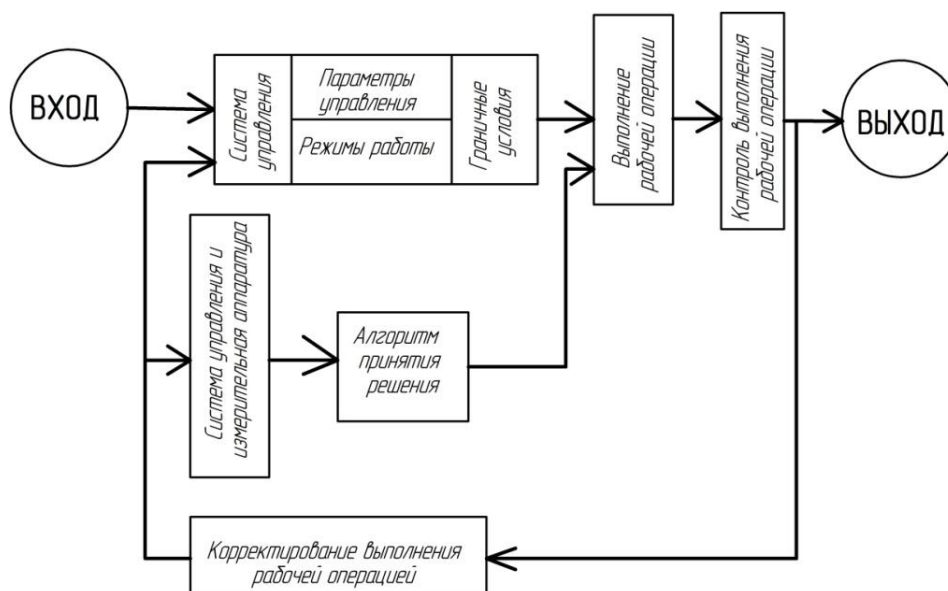 ВХОД
Система
управления
Параметры
управления
Режимы работы
Граничные
условия
Выполнение
рабочей операции
Контроль выполнения
рабочей операции
ВЫХОД
Система управления и
измерительная аппаратура
Алгоритм
принятия
решения
Корректирование выполнения
рабочей операцией